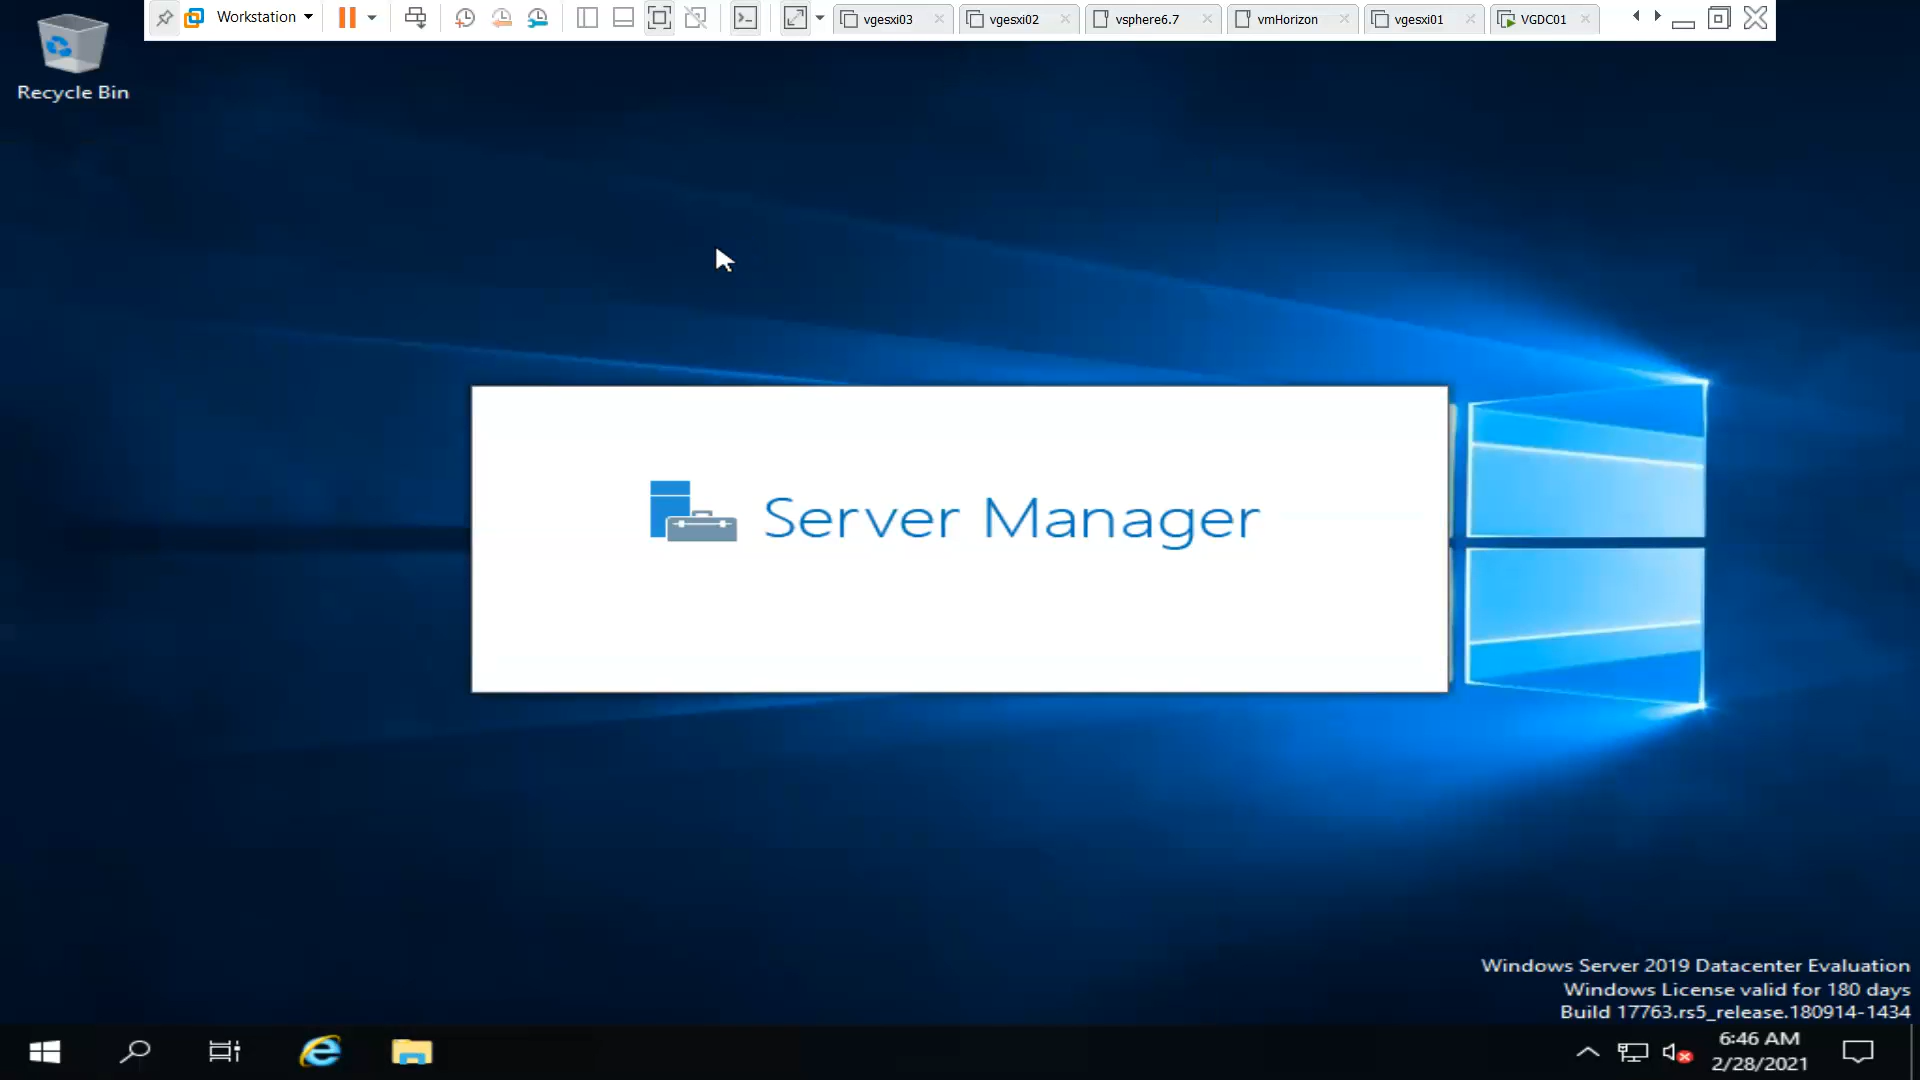 Workstation
vgesxi03
vgesxi02
vsphere6.7
vmHorizon
vgesxi01
VGDC01
Recycle Bin
Server Manager
Windows Server 2019 Datacenter Evaluation
Windows License valid for 180 days
Build 17763.rs5_release.180914-1434
6:46 AM
2/28/2021